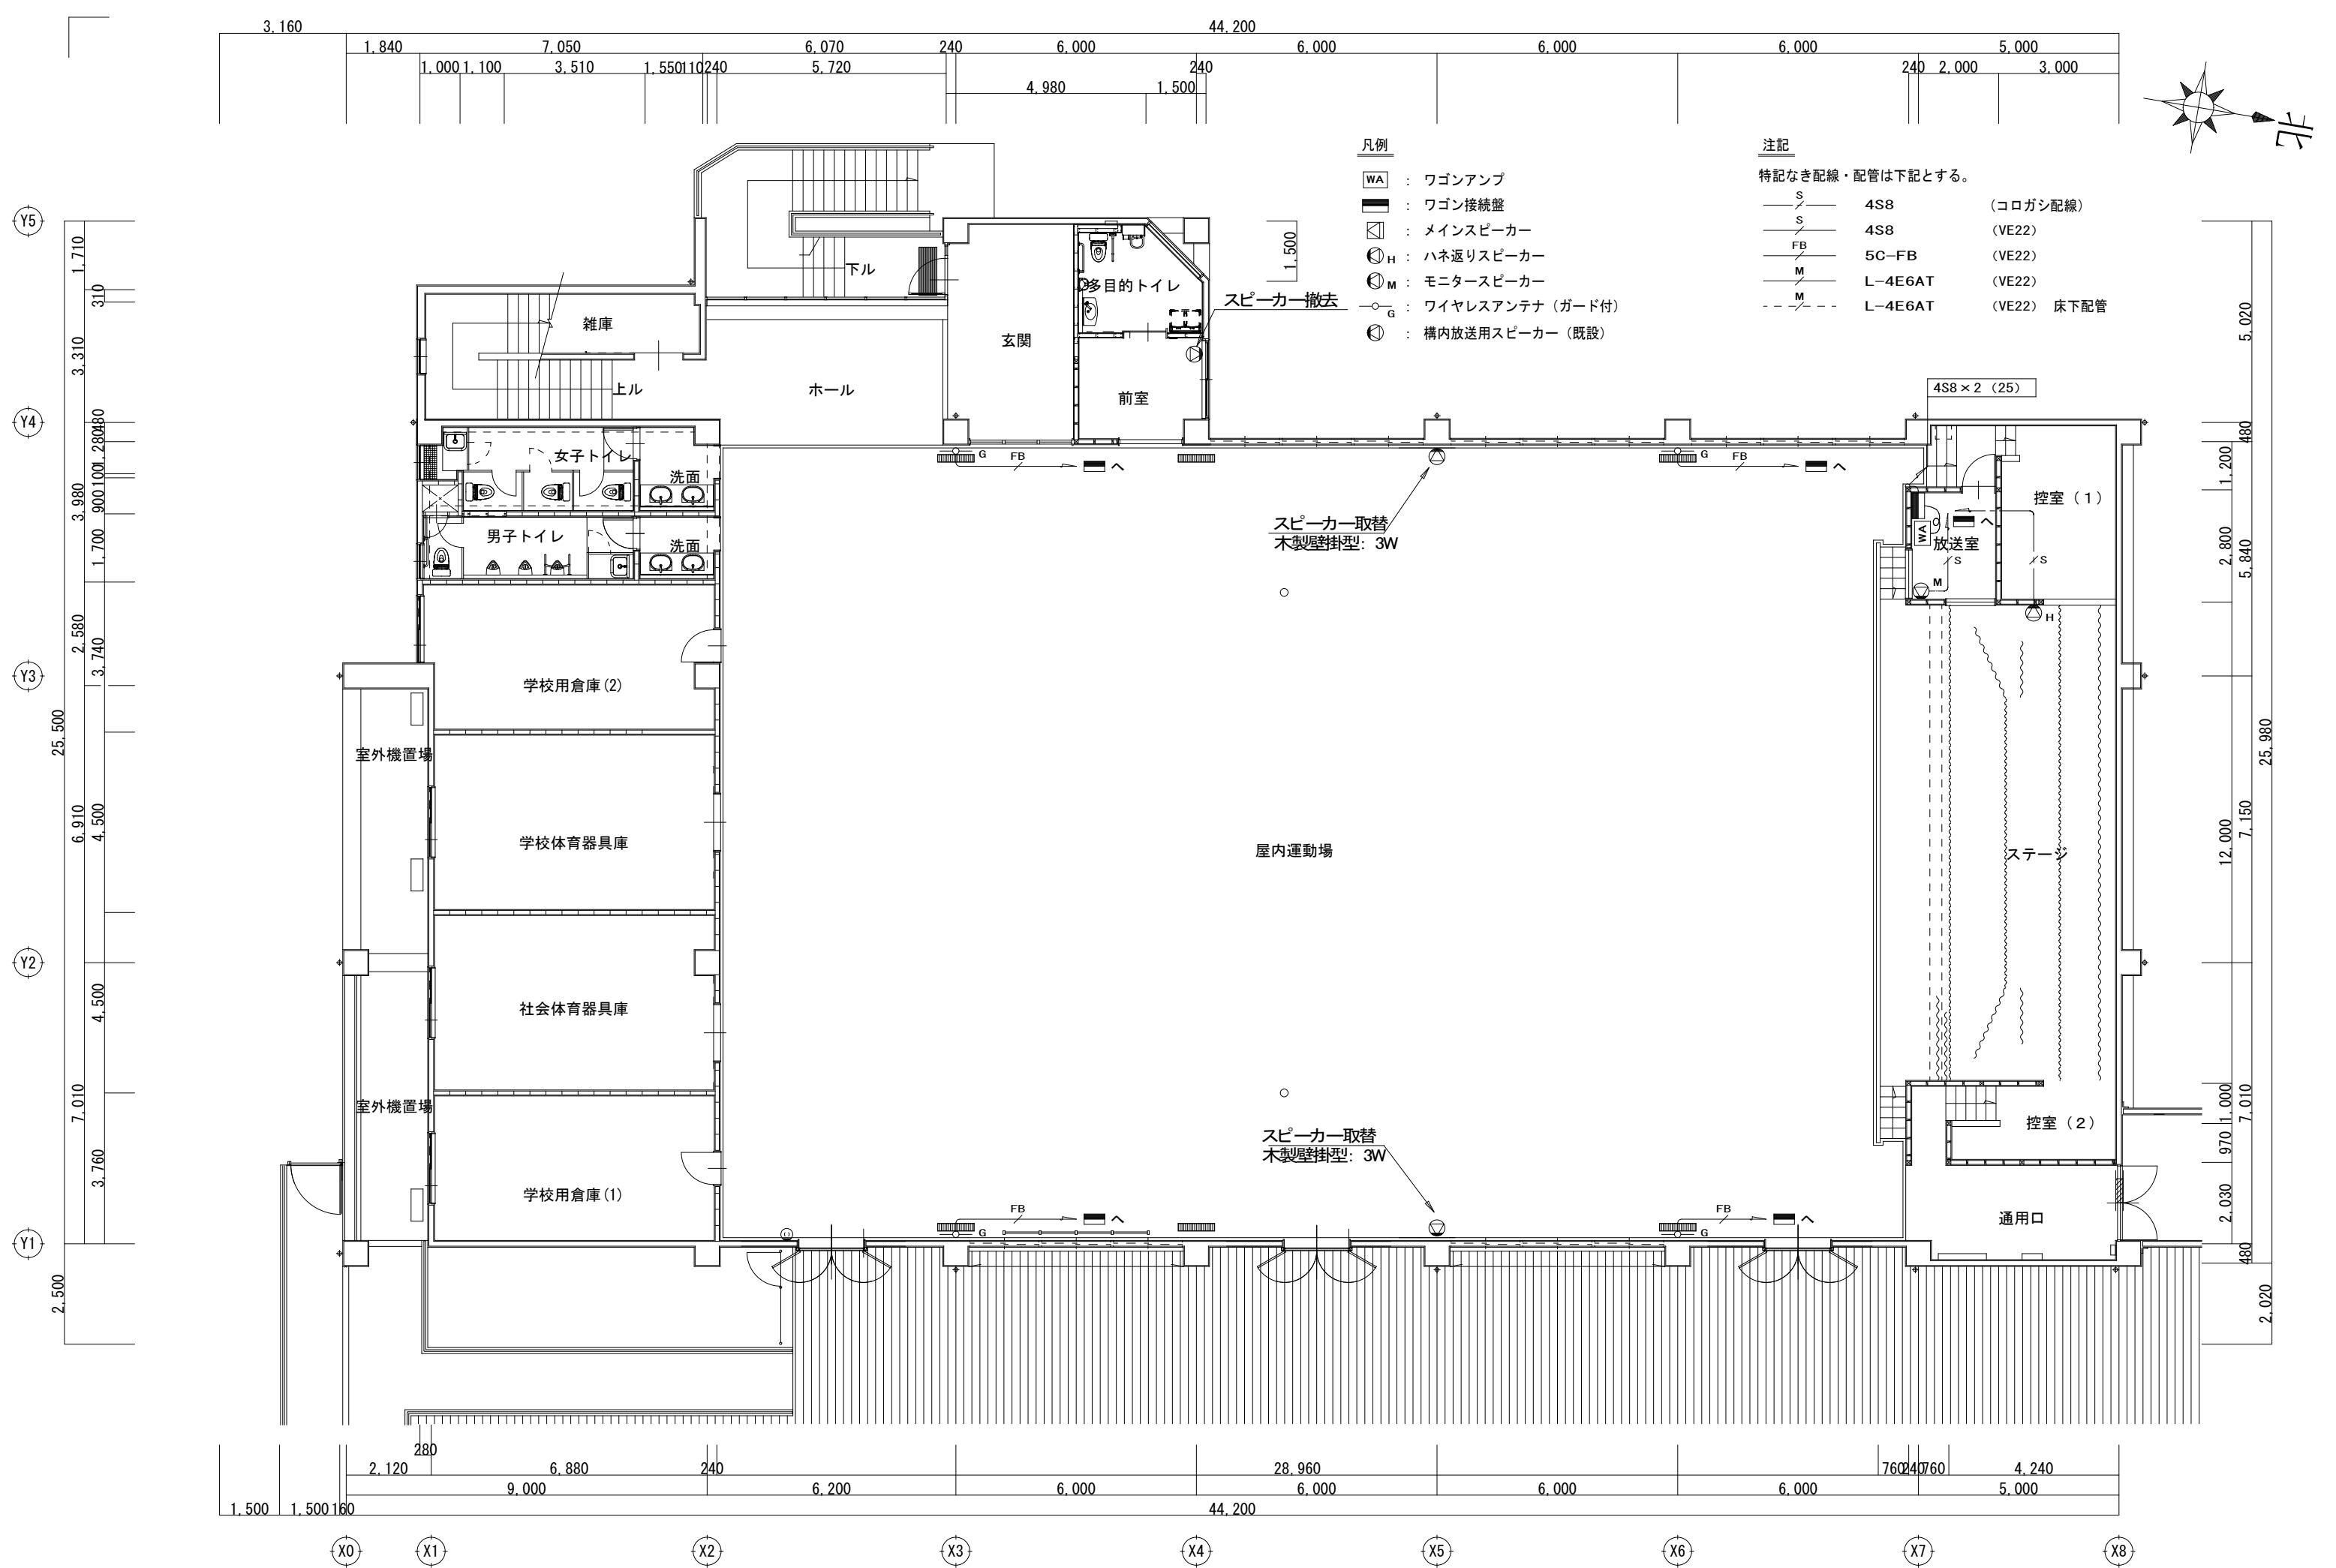 3,160
44,200
1,840
7,050
6,070
240
6,000
6,000
6,000
6,000
5,000
1,000
1,100
3,510
1,550
110
240
5,720
240
240
2,000
3,000
4,980
1,500
北
凡例
WA : ワゴンアンプ
: ワゴン接続盤
: メインスピーカー
H : ハネ返りスピーカー
M : モニタースピーカー
G : ワイヤレスアンテナ（ガード付）
: 構内放送用スピーカー（既設）
注記
特記なき配線・配管は下記とする。
S 4S8 （コロガシ配線）
S 4S8 （VE22）
FB 5C-FB （VE22）
M L-4E6AT （VE22）
M L-4E6AT （VE22） 床下配管
Y5
Y4
Y3
Y2
Y1
1,710
310
3,310
480
1,280
100
3,980
900
1,700
2,580
3,740
25,500
6,910
4,500
4,500
7,010
3,760
2,500
1,500
5,020
480
1,200
2,800
5,840
25,980
12,000
7,150
1,000
7,010
970
2,030
480
2,020
下ル
雑庫
上ル
ホール
玄関
多目的トイレ
前室
スピーカー撤去
4S8×2（25）
女子トイレ
洗面
男子トイレ
洗面
G
FB
へ
G
FB
へ
スピーカー取替
木製壁掛型：3W
控室（1）
WA
へ
放送室
S
S
M
H
学校用倉庫(2)
室外機置場
学校体育器具庫
屋内運動場
ステージ
社会体育器具庫
室外機置場
学校用倉庫(1)
スピーカー取替
木製壁掛型：3W
控室（2）
通用口
G
FB
へ
G
FB
へ
280
2,120
6,880
240
28,960
760
240
760
4,240
9,000
6,200
6,000
6,000
6,000
6,000
5,000
1,500
1,500
160
44,200
X0
X1
X2
X3
X4
X5
X6
X7
X8